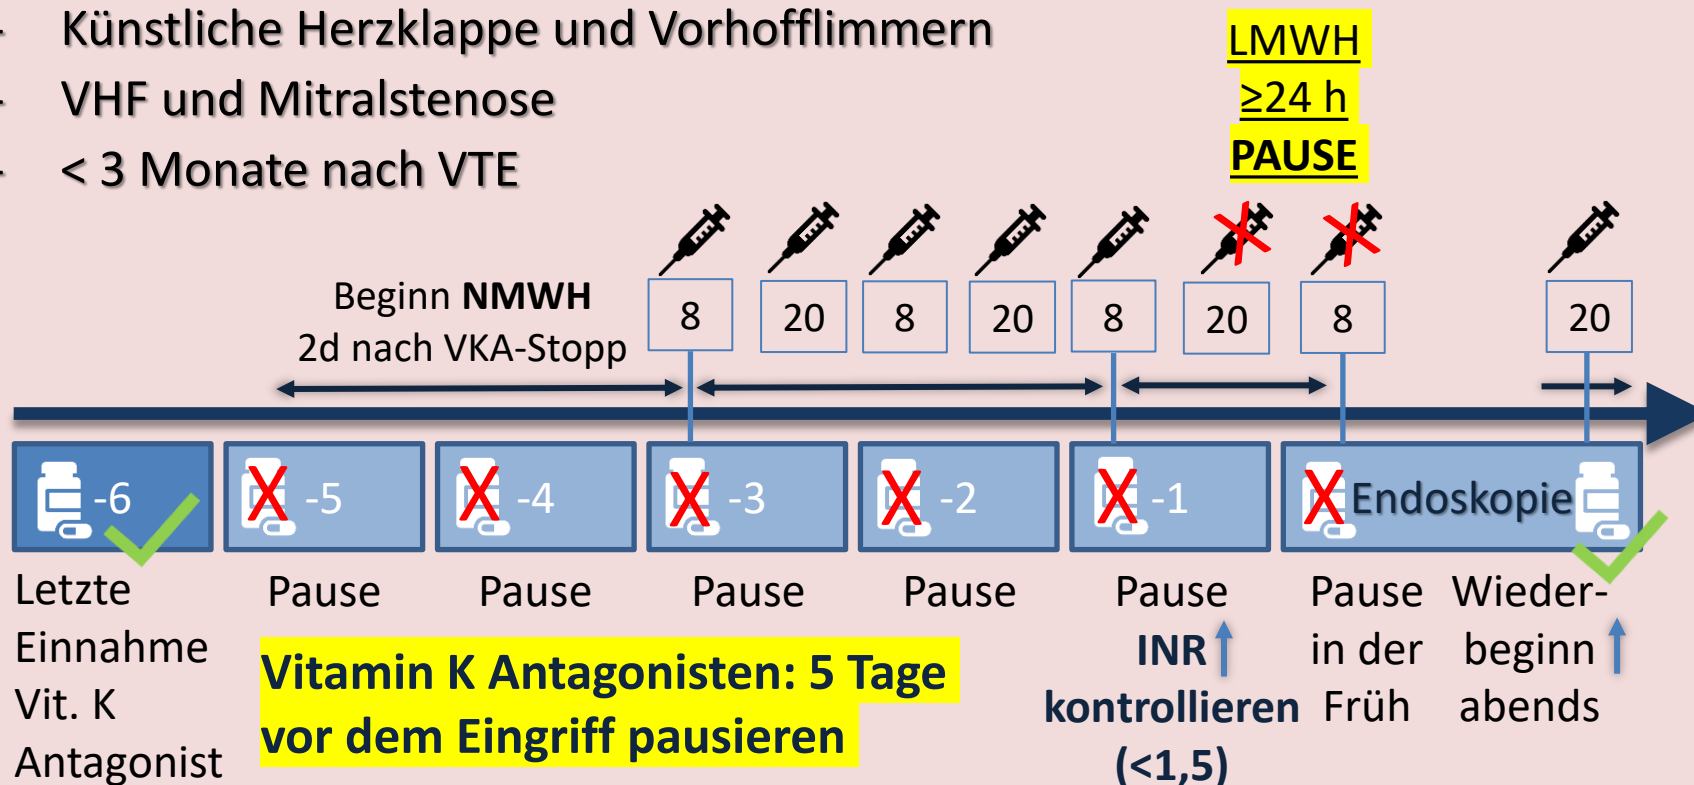 - Künstliche Herzklappe und Vorhofflimmern
- VHF und Mitralstenose
- < 3 Monate nach VTE
LMWH
≥24 h
PAUSE
Beginn NMWH
2d nach VKA-Stopp
8 20 8 20 8 20 8 20
-6 -5 -4 -3 -2 -1 Endoskopie
Letzte
Einnahme
Vit. K
Antagonist
Pause
Pause
Pause
Pause
Pause
INR
kontrollieren
(<1,5)
Pause
in der
Früh
Wieder-
beginn
abends
Vitamin K Antagonisten: 5 Tage
vor dem Eingriff pausieren